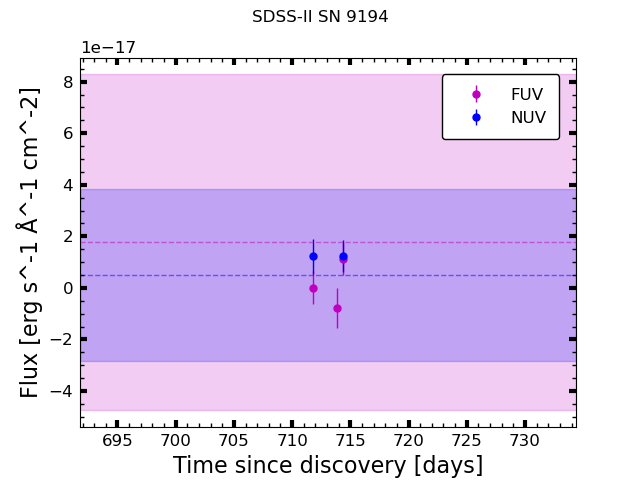 SDSS-II SN 9194
1e−17
FUV
NUV
8
6
4
2
0
−2
−4
Flux [erg s^-1 Å^-1 cm^-2]
695 700 705 710 715 720 725 730
Time since discovery [days]